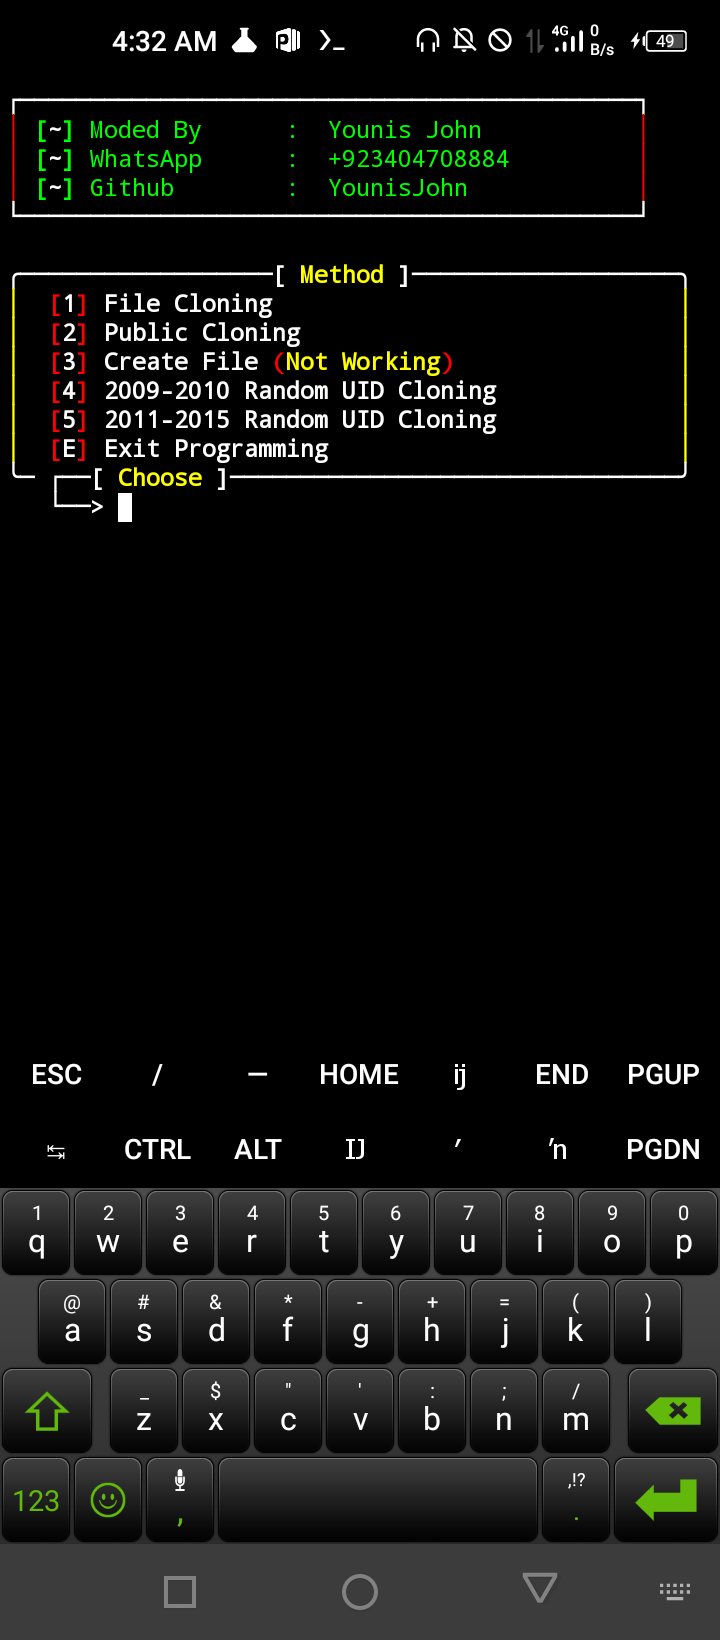 4:32 AM 4G 0 B/s 49
[~] Moded By : Younis John
[~] WhatsApp : +923404708884
[~] Github : YounisJohn
[ Method ]
[1] File Cloning
[2] Public Cloning
[3] Create File (Not Working)
[4] 2009-2010 Random UID Cloning
[5] 2011-2015 Random UID Cloning
[E] Exit Programming
[ Choose ]
>
ESC / — HOME ij END PGUP
↹ CTRL ALT IJ ′ ŉ PGDN
1 2 3 4 5 6 7 8 9 0
q w e r t y u i o p
@ # & * - + = ( )
a s d f g h j k l
_ $ " ' : ; /
z x c v b n m
,!?
123 , .